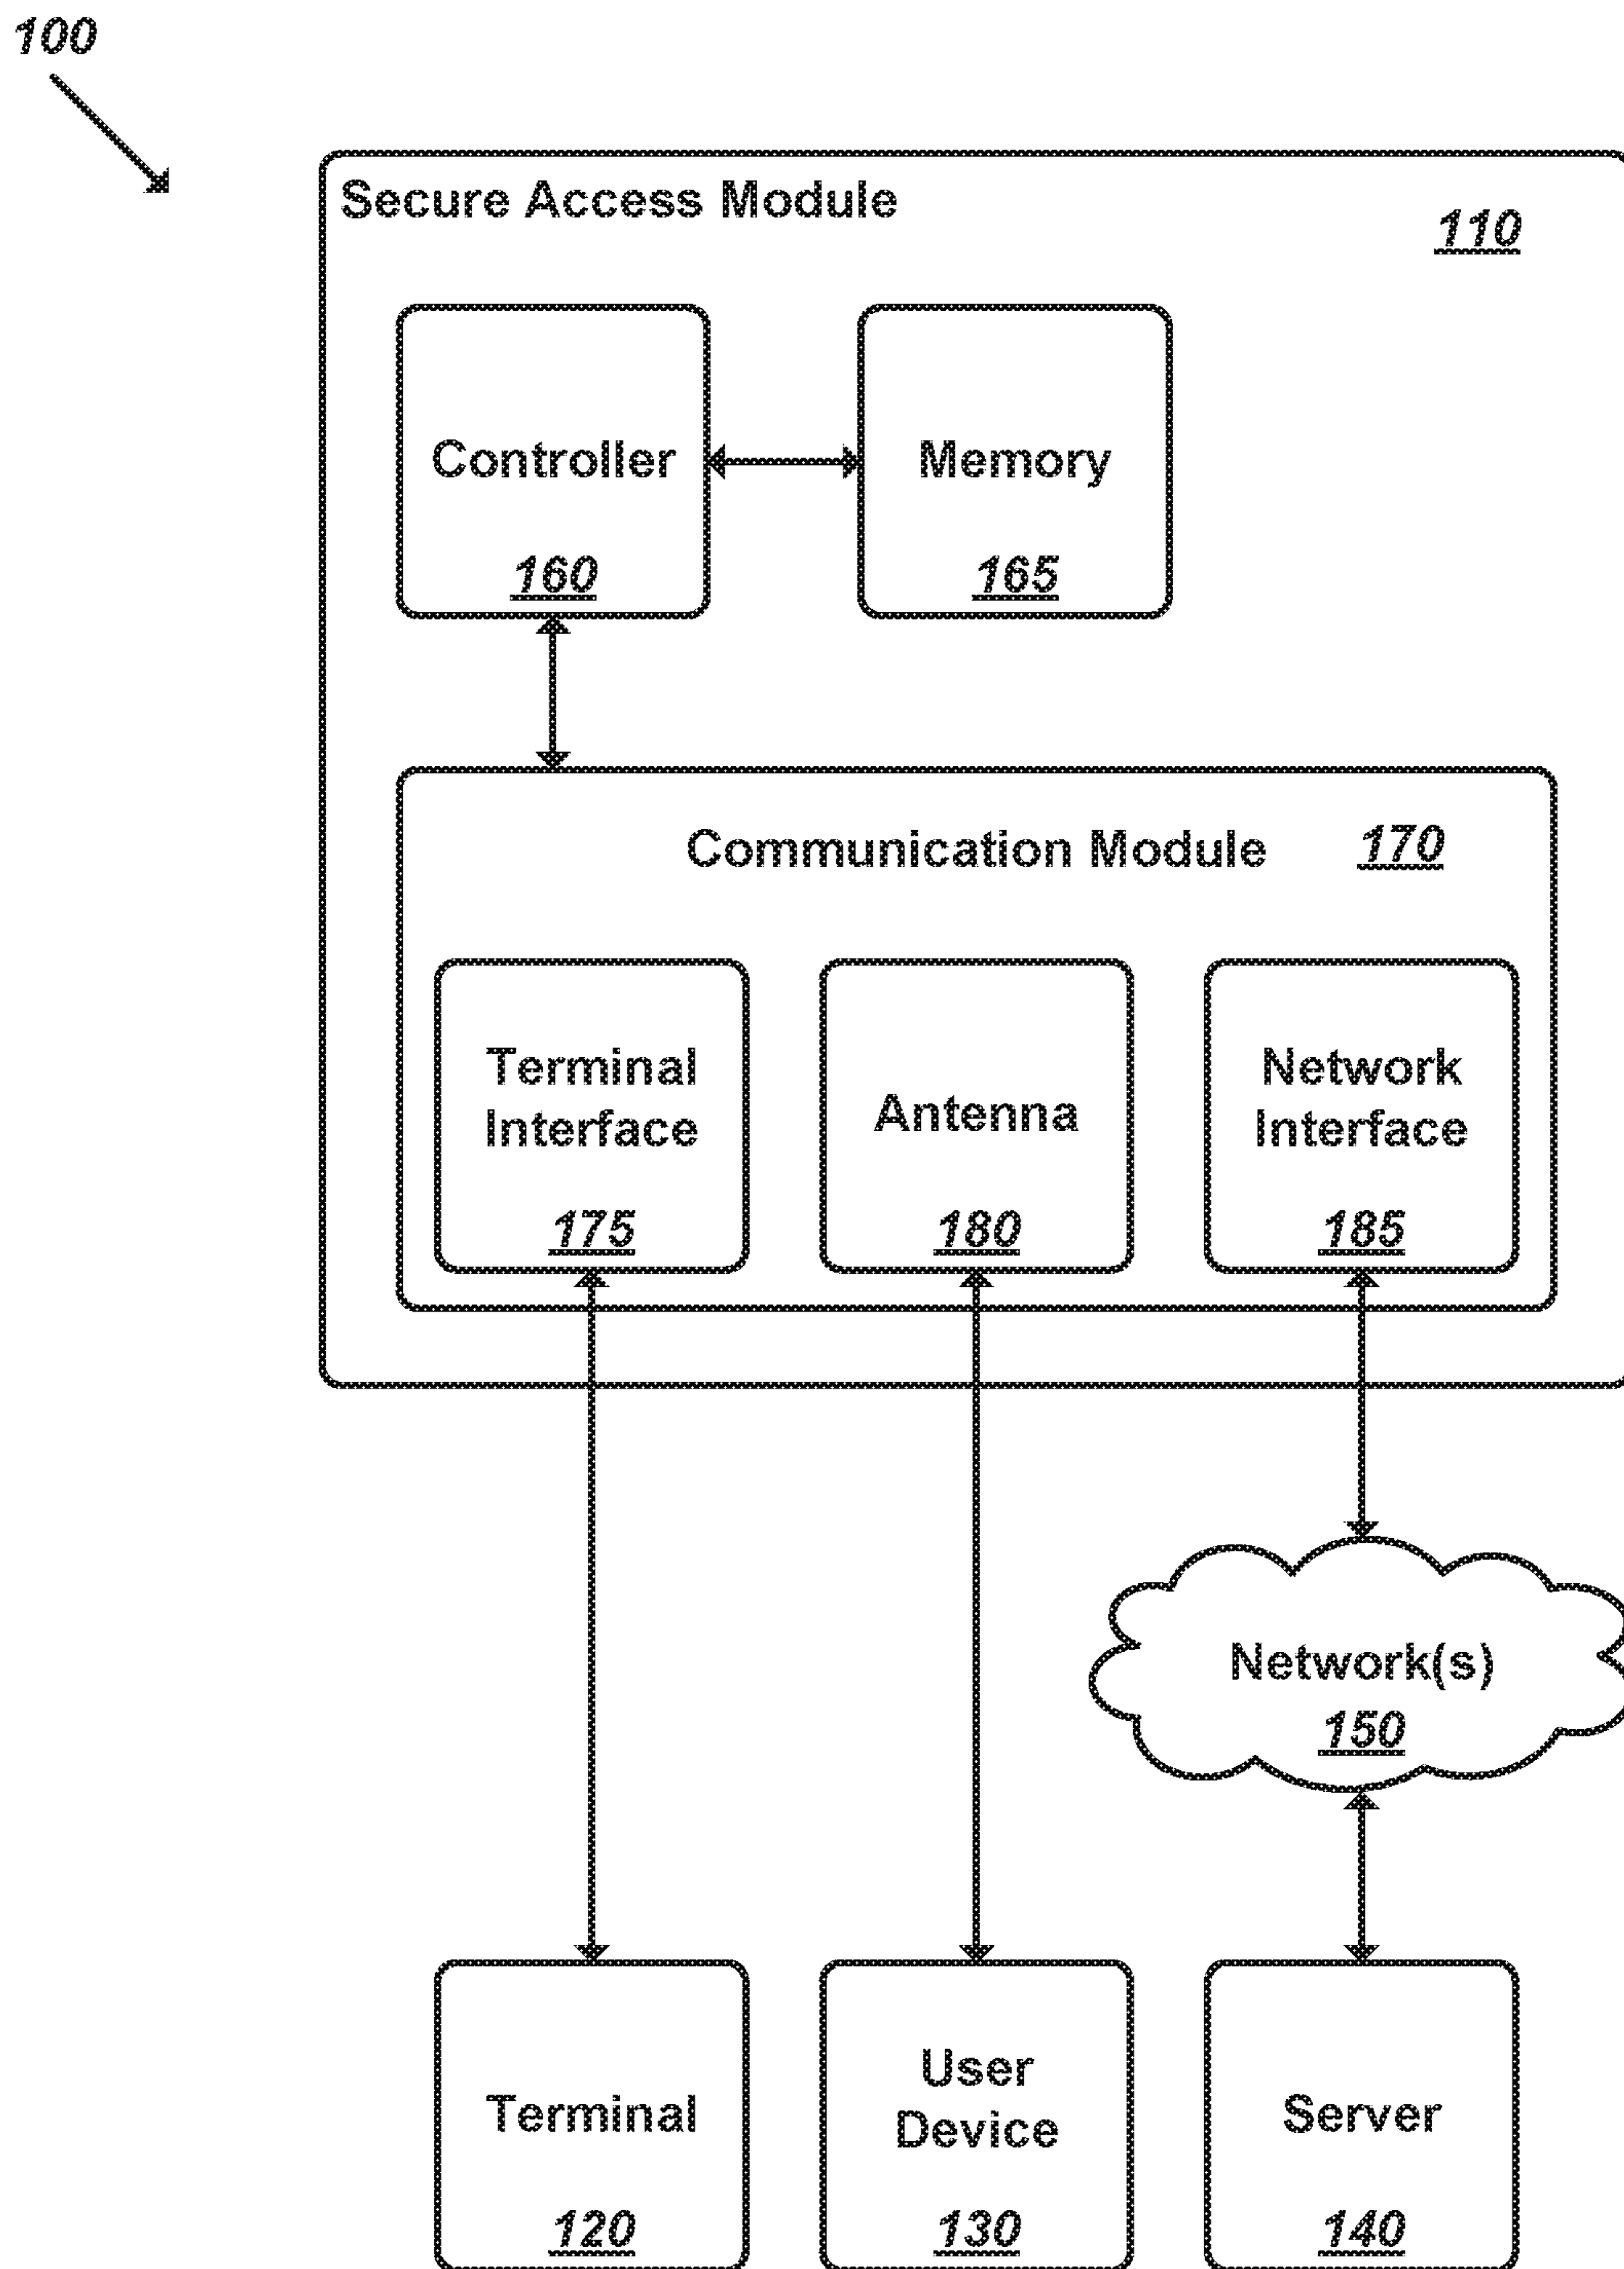 100
Secure Access Module
110
Controller
160
Memory
165
Communication Module
170
Terminal
Interface
175
Antenna
180
Network
Interface
185
Network(s)
150
Terminal
120
User
Device
130
Server
140